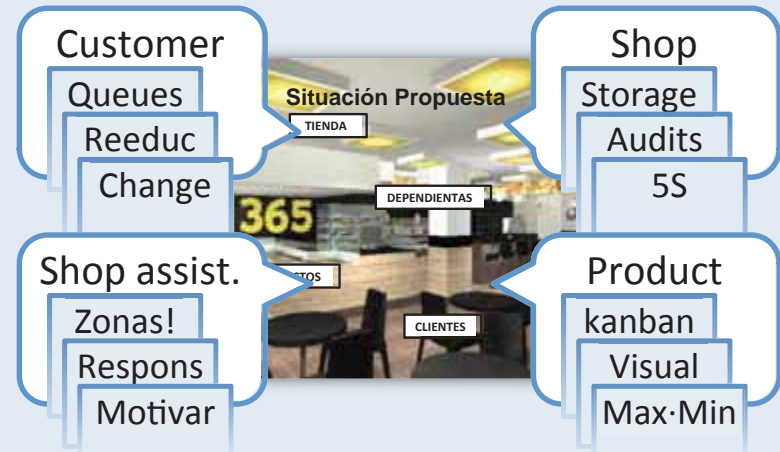 Customer
Queues
Reeduc
Change
Shop
Storage
Audits
5S
Situación Propuesta
TIENDA
DEPENDIENTAS
365
CLIENTES
Shop assist.
Zonas!
Respons
Motivar
Product
kanban
Visual
Max·Min